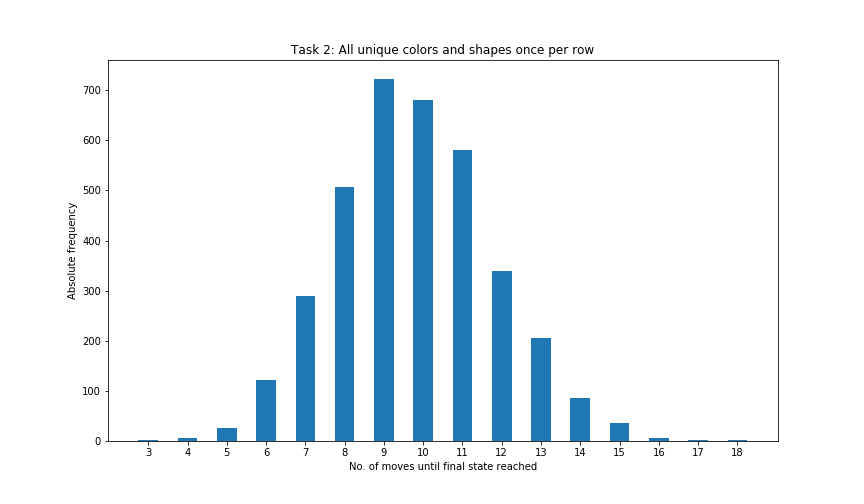 Task 2: All unique colors and shapes once per row
Absolute frequency
700
600
500
400
300
200
100
0
3 4 5 6 7 8 9 10 11 12 13 14 15 16 17 18
No. of moves until final state reached